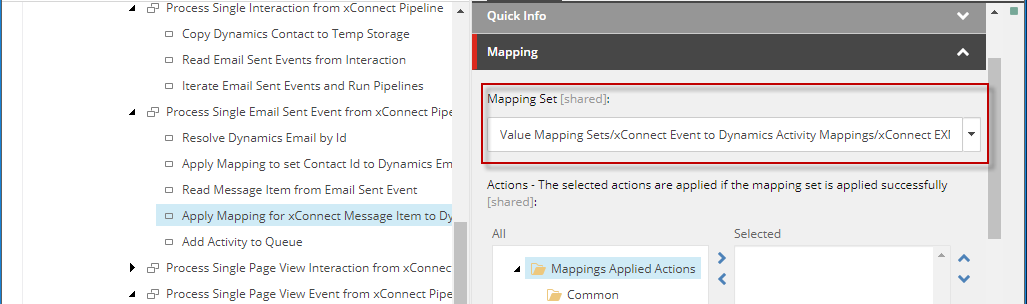 Process Single Interaction from xConnect Pipeline
Copy Dynamics Contact to Temp Storage
Read Email Sent Events from Interaction
Iterate Email Sent Events and Run Pipelines
Process Single Email Sent Event from xConnect Pipe
Resolve Dynamics Email by Id
Apply Mapping to set Contact Id to Dynamics Em
Read Message Item from Email Sent Event
Apply Mapping for xConnect Message Item to Dy
Add Activity to Queue
Process Single Page View Interaction from xConnec
Process Single Page View Event from xConnect Pipe
Quick Info
Mapping
Mapping Set [shared]:
Value Mapping Sets/xConnect Event to Dynamics Activity Mappings/xConnect EXI
Actions - The selected actions are applied if the mapping set is applied successfully
[shared]:
All
Selected
Mappings Applied Actions
Common